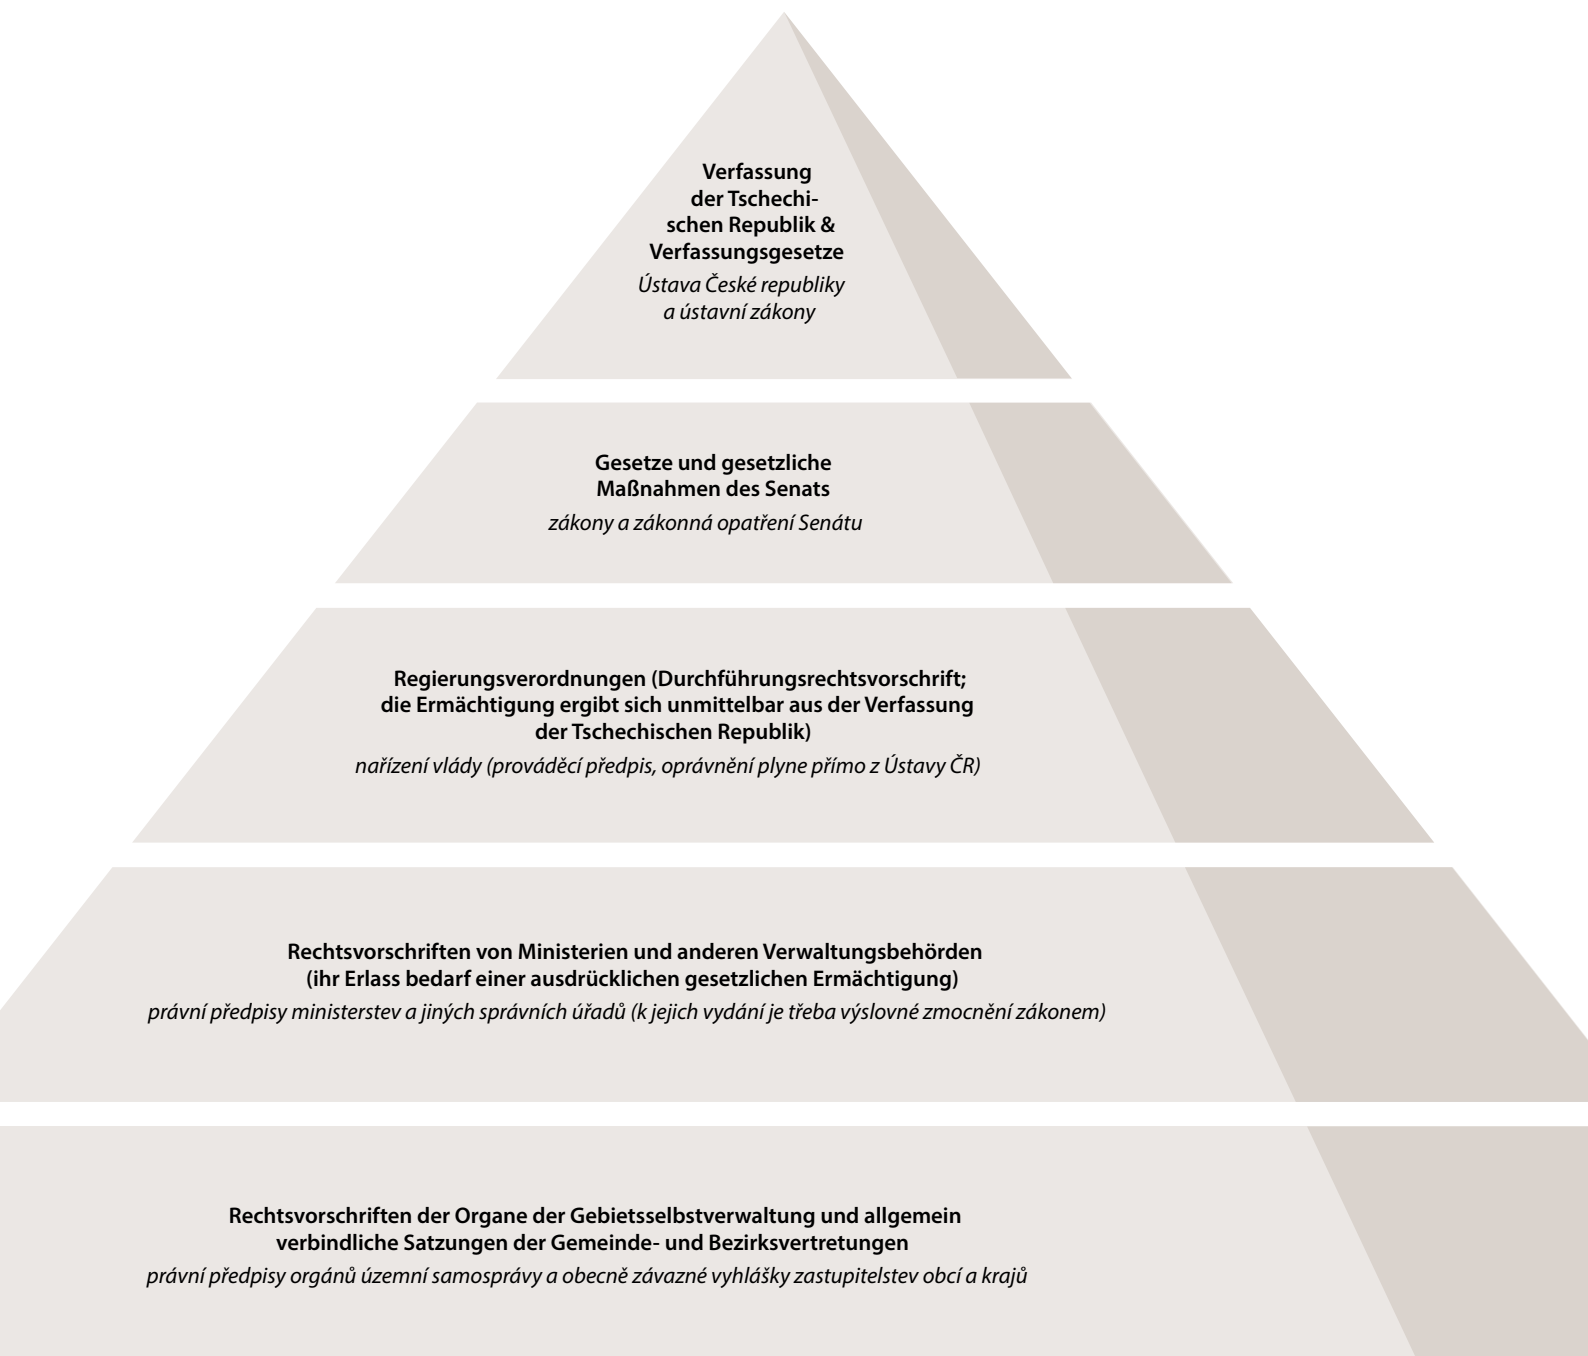 Verfassung
der Tschechi-
schen Republik &
Verfassungsgesetze
Ústava České republiky
a ústavní zákony
Gesetze und gesetzliche
Maßnahmen des Senats
zákony a zákonná opatření Senátu
Regierungsverordnungen (Durchführungsrechtsvorschrift;
die Ermächtigung ergibt sich unmittelbar aus der Verfassung
der Tschechischen Republik)
nařízení vlády (prováděcí předpis, oprávnění plyne přímo z Ústavy ČR)
Rechtsvorschriften von Ministerien und anderen Verwaltungsbehörden
(ihr Erlass bedarf einer ausdrücklichen gesetzlichen Ermächtigung)
právní předpisy ministerstev a jiných správních úřadů (k jejich vydání je třeba výslovné zmocnění zákonem)
Rechtsvorschriften der Organe der Gebietsselbstverwaltung und allgemein
verbindliche Satzungen der Gemeinde- und Bezirksvertretungen
právní předpisy orgánů územní samosprávy a obecně závazné vyhlášky zastupitelstev obcí a krajů